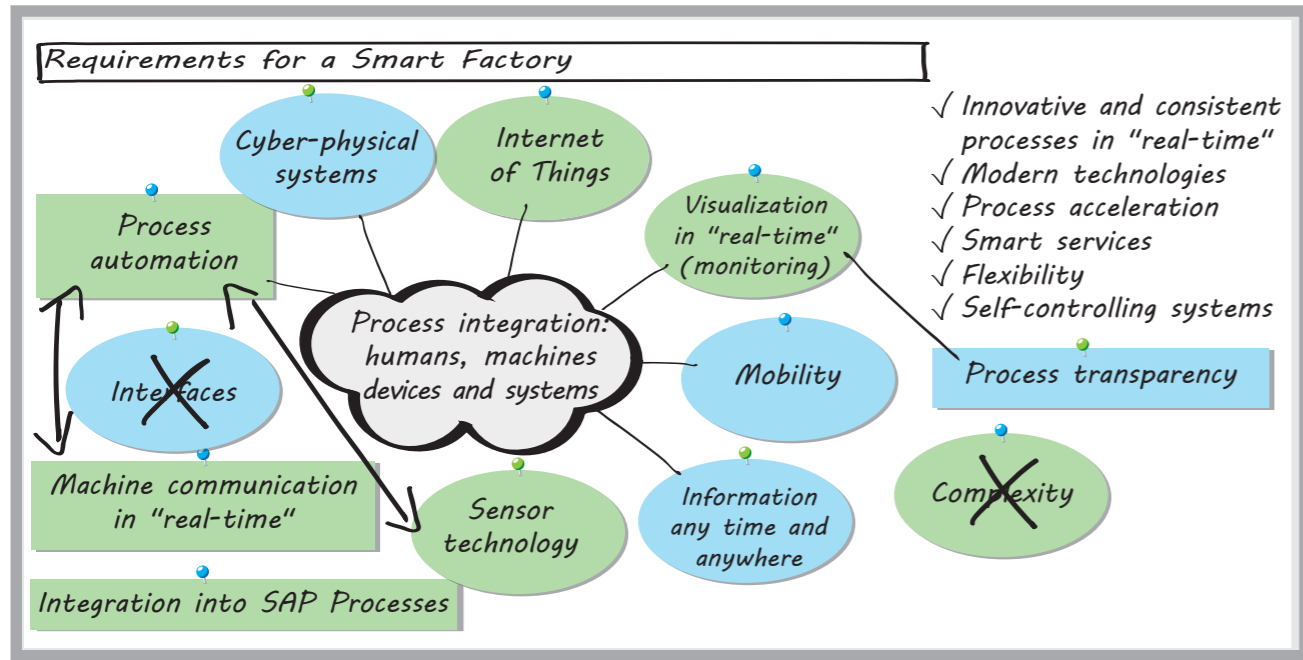 Requirements for a Smart Factory
Cyber-physical
systems
Internet
of Things
Process
automation
Visualization
in "real-time"
(monitoring)
√ Innovative and consistent
processes in "real-time"
√ Modern technologies
√ Process acceleration
√ Smart services
√ Flexibility
√ Self-controlling systems
Process integration:
humans, machines
devices and systems
Interfaces
Mobility
Process transparency
Machine communication
in "real-time"
Sensor
technology
Information
any time and
anywhere
Complexity
Integration into SAP Processes